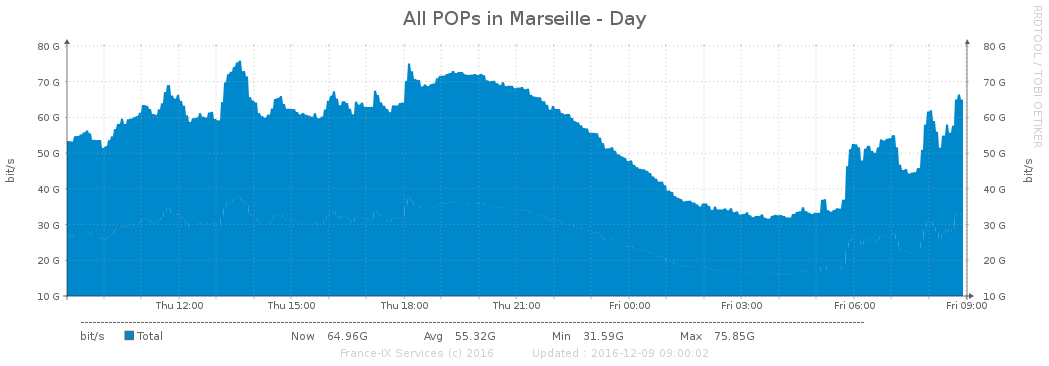 All POPs in Marseille - Day
RRDTOOL / TOBI OETIKER
80 G 80 G
70 G 70 G
60 G 60 G
50 G 50 G
40 G 40 G
30 G 30 G
20 G 20 G
10 G 10 G
bit/s bit/s
Thu 12:00 Thu 15:00 Thu 18:00 Thu 21:00 Fri 00:00 Fri 03:00 Fri 06:00 Fri 09:00
bit/s Total Now 64.96G Avg 55.32G Min 31.59G Max 75.85G
France-IX Services (c) 2016 Updated : 2016-12-09 09:00:02